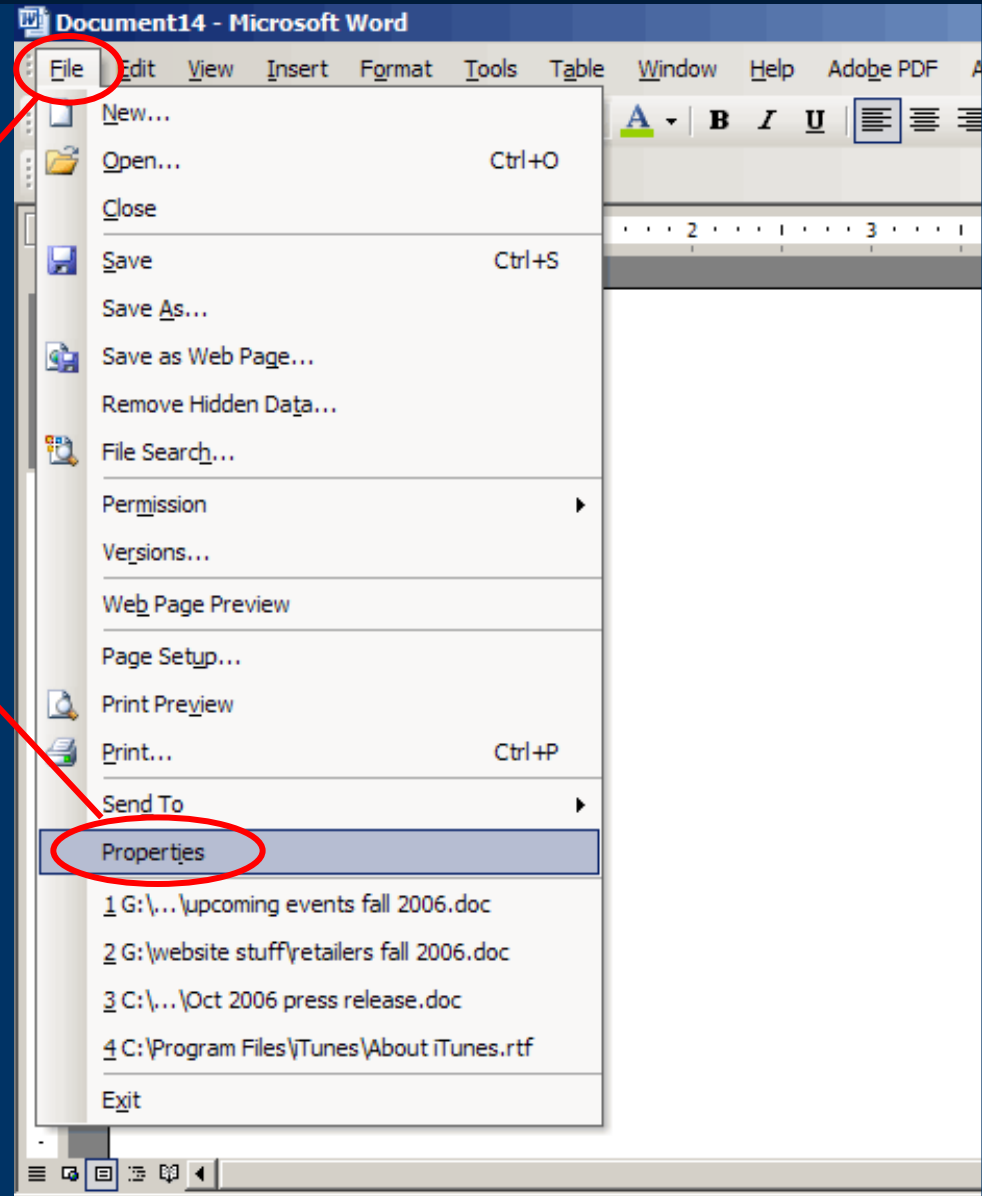 Document14 - Microsoft Word
File Edit View Insert Format Tools Table Window Help Adobe PDF A
New...
A B I U
Open... Ctrl+O
Close
2 3
Save Ctrl+S
Save As...
Save as Web Page...
Remove Hidden Data...
File Search...
Permission
Versions...
Web Page Preview
Page Setup...
Print Preview
Print... Ctrl+P
Send To
Properties
1 G:\...\upcoming events fall 2006.doc
2 G:\website stuff\retailers fall 2006.doc
3 C:\...\Oct 2006 press release.doc
4 C:\Program Files\iTunes\About iTunes.rtf
Exit